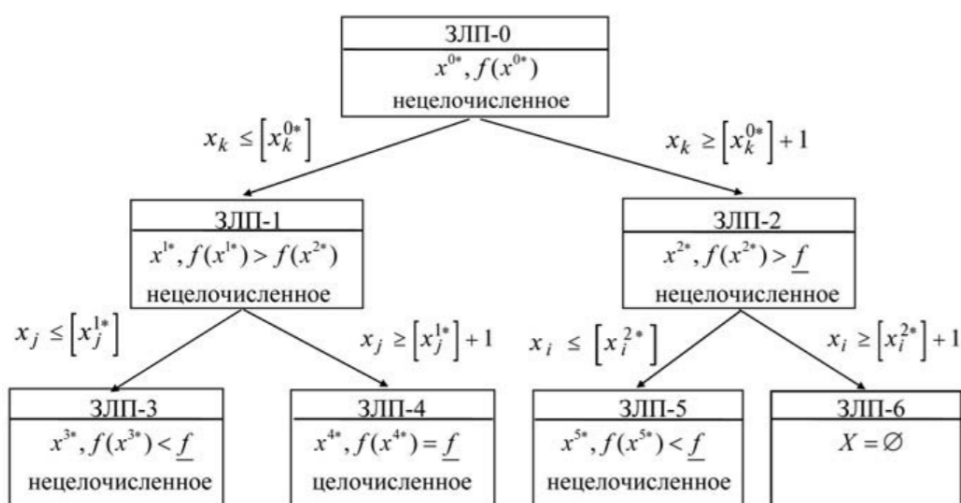 ЗЛП-0
x^{0*}, f(x^{0*})
нецелочисленное
x_k ≤ [x_k^{0*}]
x_k ≥ [x_k^{0*}] + 1
ЗЛП-1
x^{1*}, f(x^{1*}) > f(x^{2*})
нецелочисленное
ЗЛП-2
x^{2*}, f(x^{2*}) > <u>f</u>
нецелочисленное
x_j ≤ [x_j^{1*}]
x_j ≥ [x_j^{1*}] + 1
x_i ≤ [x_i^{2*}]
x_i ≥ [x_i^{2*}] + 1
ЗЛП-3
x^{3*}, f(x^{3*}) < <u>f</u>
нецелочисленное
ЗЛП-4
x^{4*}, f(x^{4*}) = <u>f</u>
целочисленное
ЗЛП-5
x^{5*}, f(x^{5*}) < <u>f</u>
нецелочисленное
ЗЛП-6
X = ∅